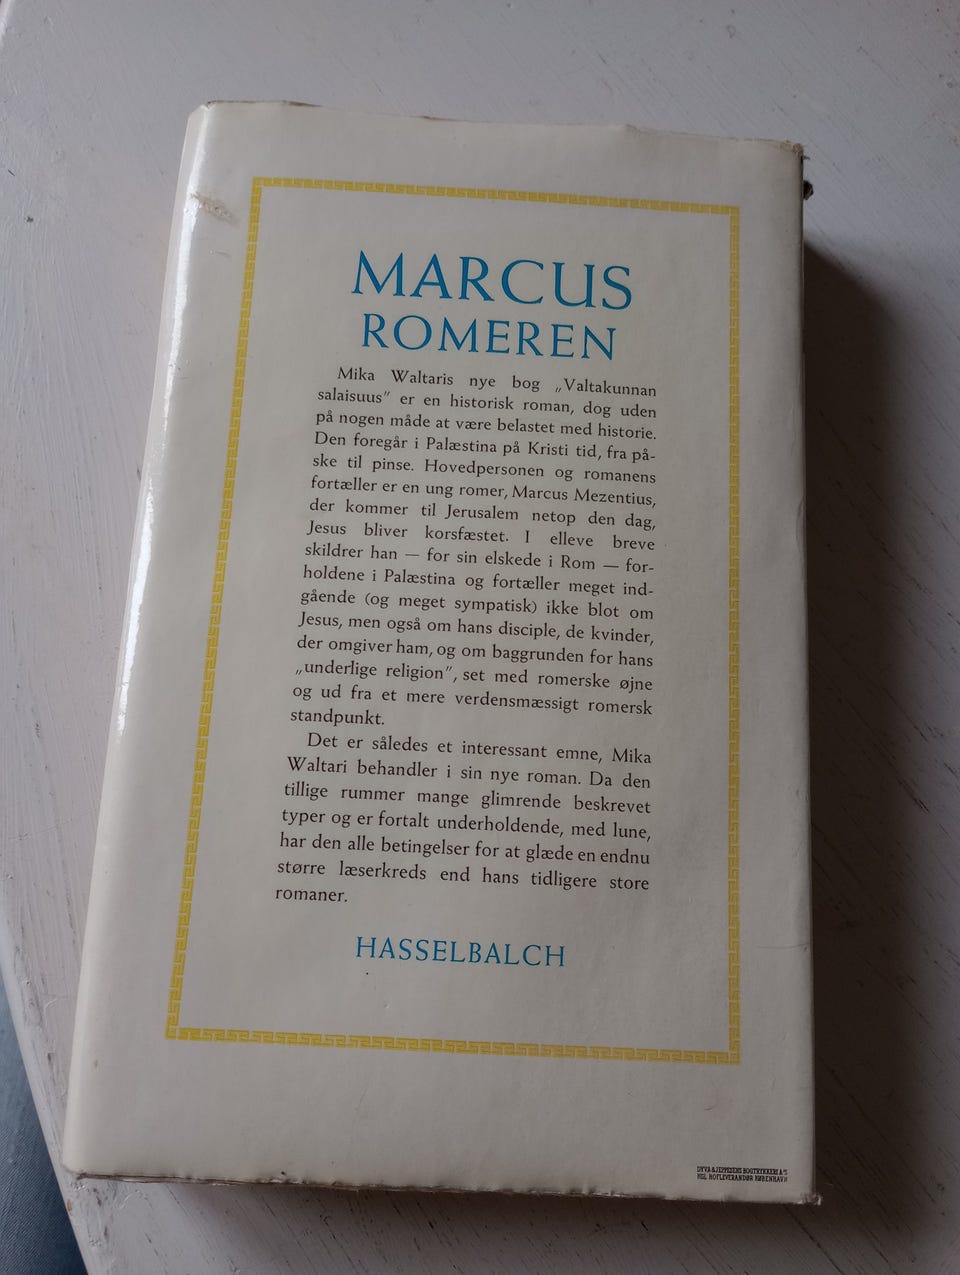 MARCUS
ROMEREN
Mika Waltaris nye bog „Valtakunnan
salaisuus” er en historisk roman, dog uden
på nogen måde at være belastet med historie.
Den foregår i Palæstina på Kristi tid, fra på-
ske til pinse. Hovedpersonen og romanens
fortæller er en ung romer, Marcus Mezentius,
der kommer til Jerusalem netop den dag,
Jesus bliver korsfæstet. I elleve breve
skildrer han — for sin elskede i Rom — for-
holdene i Palæstina og fortæller meget ind-
gående (og meget sympatisk) ikke blot om
Jesus, men også om hans disciple, de kvinder,
der omgiver ham, og om baggrunden for hans
„underlige religion”, set med romerske øjne
og ud fra et mere verdensmæssigt romersk
standpunkt.
Det er således et interessant emne, Mika
Waltari behandler i sin nye roman. Da den
tillige rummer mange glimrende beskrevet
typer og er fortalt underholdende, med lune,
har den alle betingelser for at glæde en endnu
større læserkreds end hans tidligere store
romaner.
HASSELBALCH
DYVA & JEPPESENS BOGTRYKKERI A/S
KGL. HOFLEVERANDØR KØBENHAVN